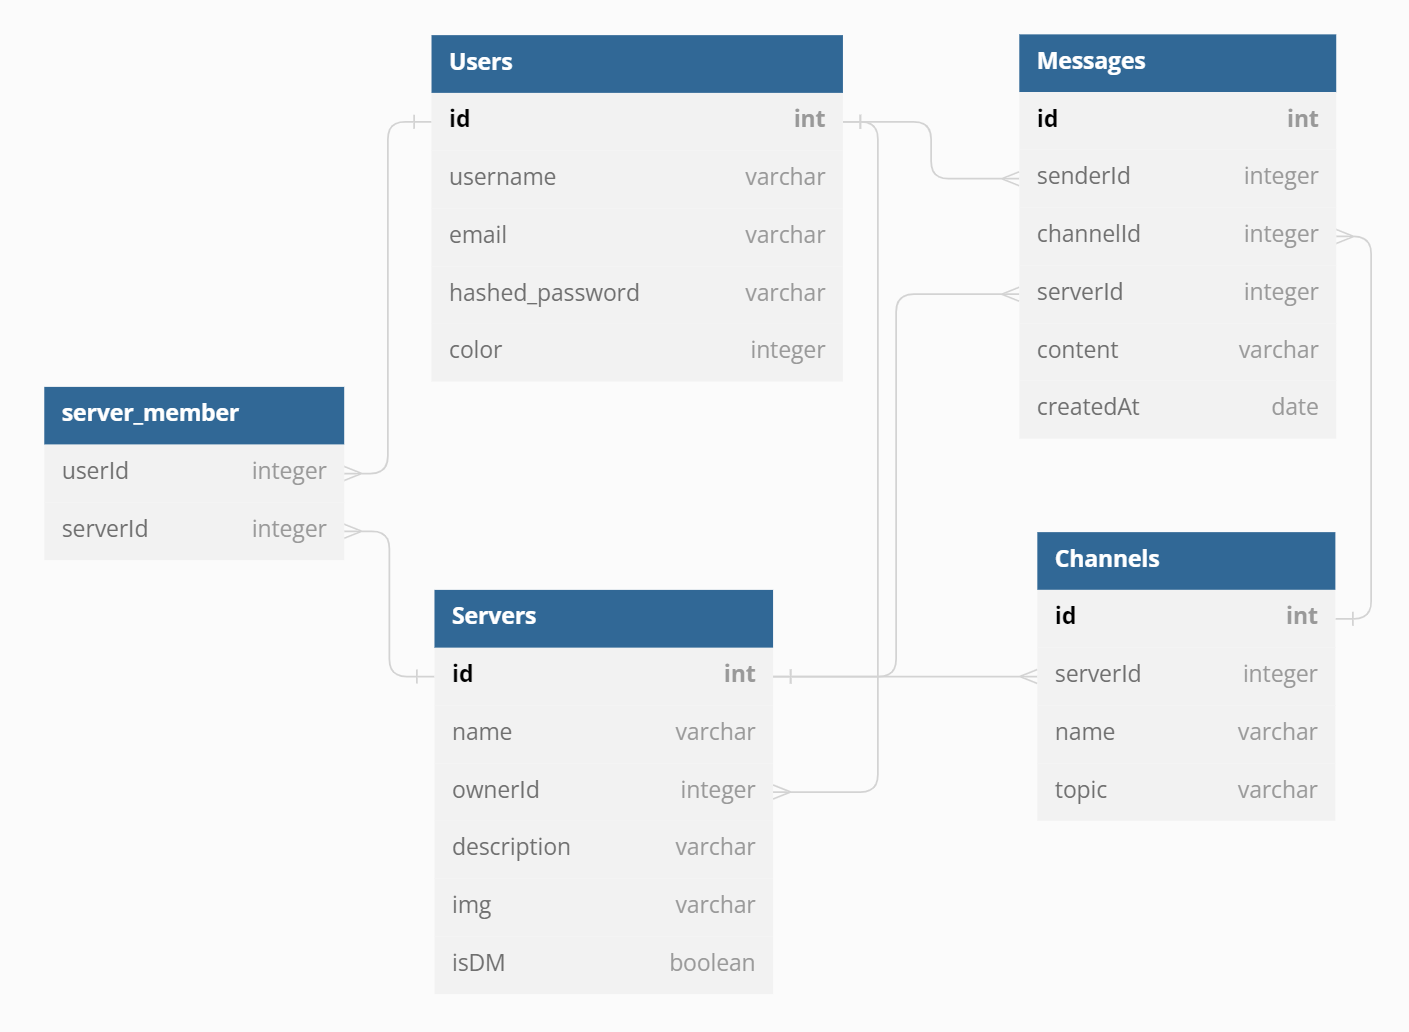 Users
id int
username varchar
email varchar
hashed_password varchar
color integer
Messages
id int
senderId integer
channelId integer
serverId integer
content varchar
createdAt date
server_member
userId integer
serverId integer
Servers
id int
name varchar
ownerId integer
description varchar
img varchar
isDM boolean
Channels
id int
serverId integer
name varchar
topic varchar